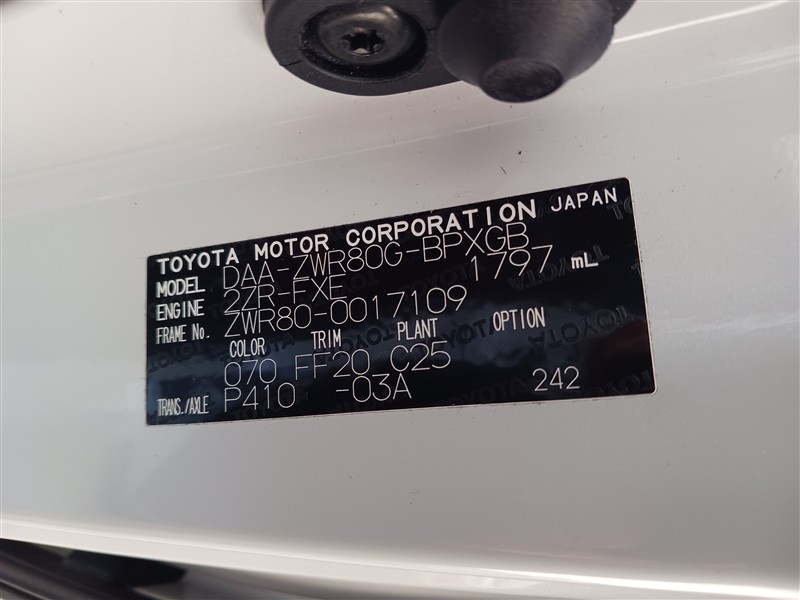 TOYOTA MOTOR CORPORATION JAPAN
MODEL DAA-ZWR80G-BPXGB
ENGINE 2ZR-FXE 1797 mL
FRAME No. ZWR80-0017109
COLOR TRIM PLANT OPTION
070 FF20 C25
TRANS./AXLE P410 -03A 242